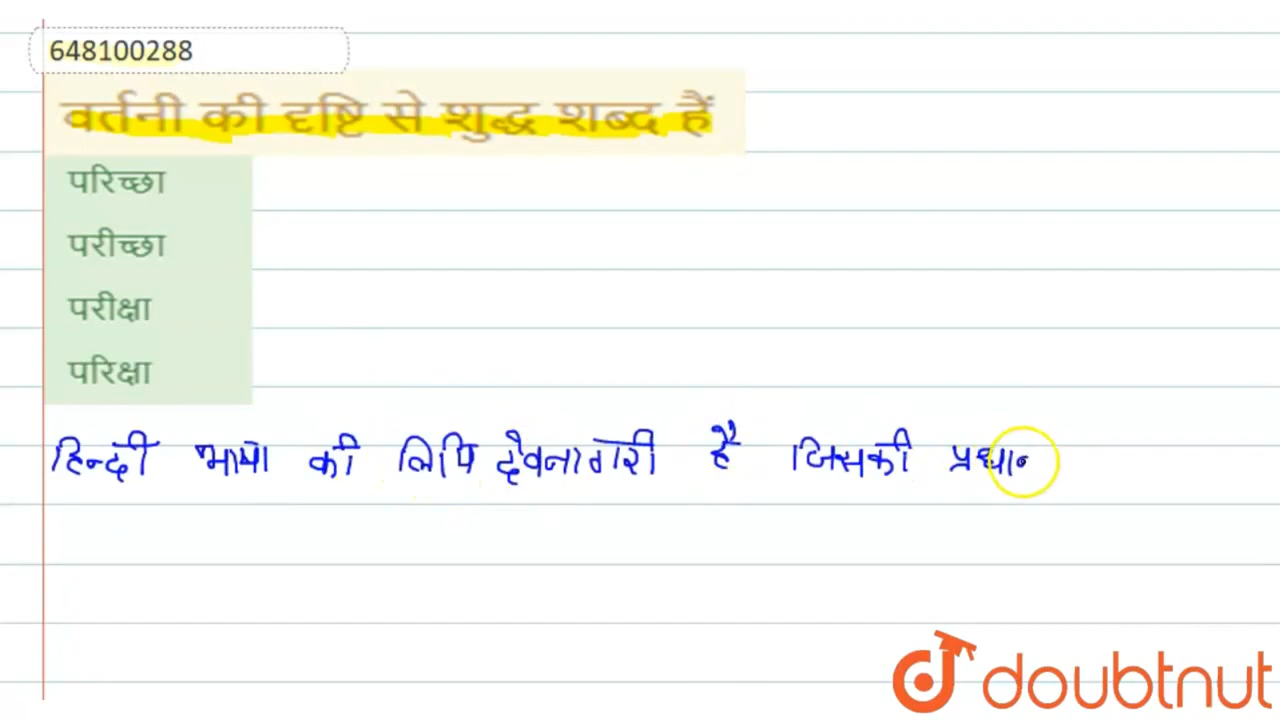 648100288
वर्तनी की दृष्टि से शुद्ध शब्द हैं
परिच्छा
परीच्छा
परीक्षा
परिक्षा
हिन्दी भाषा की लिपि देवनागरी है जिसकी प्रधान
doubtnut